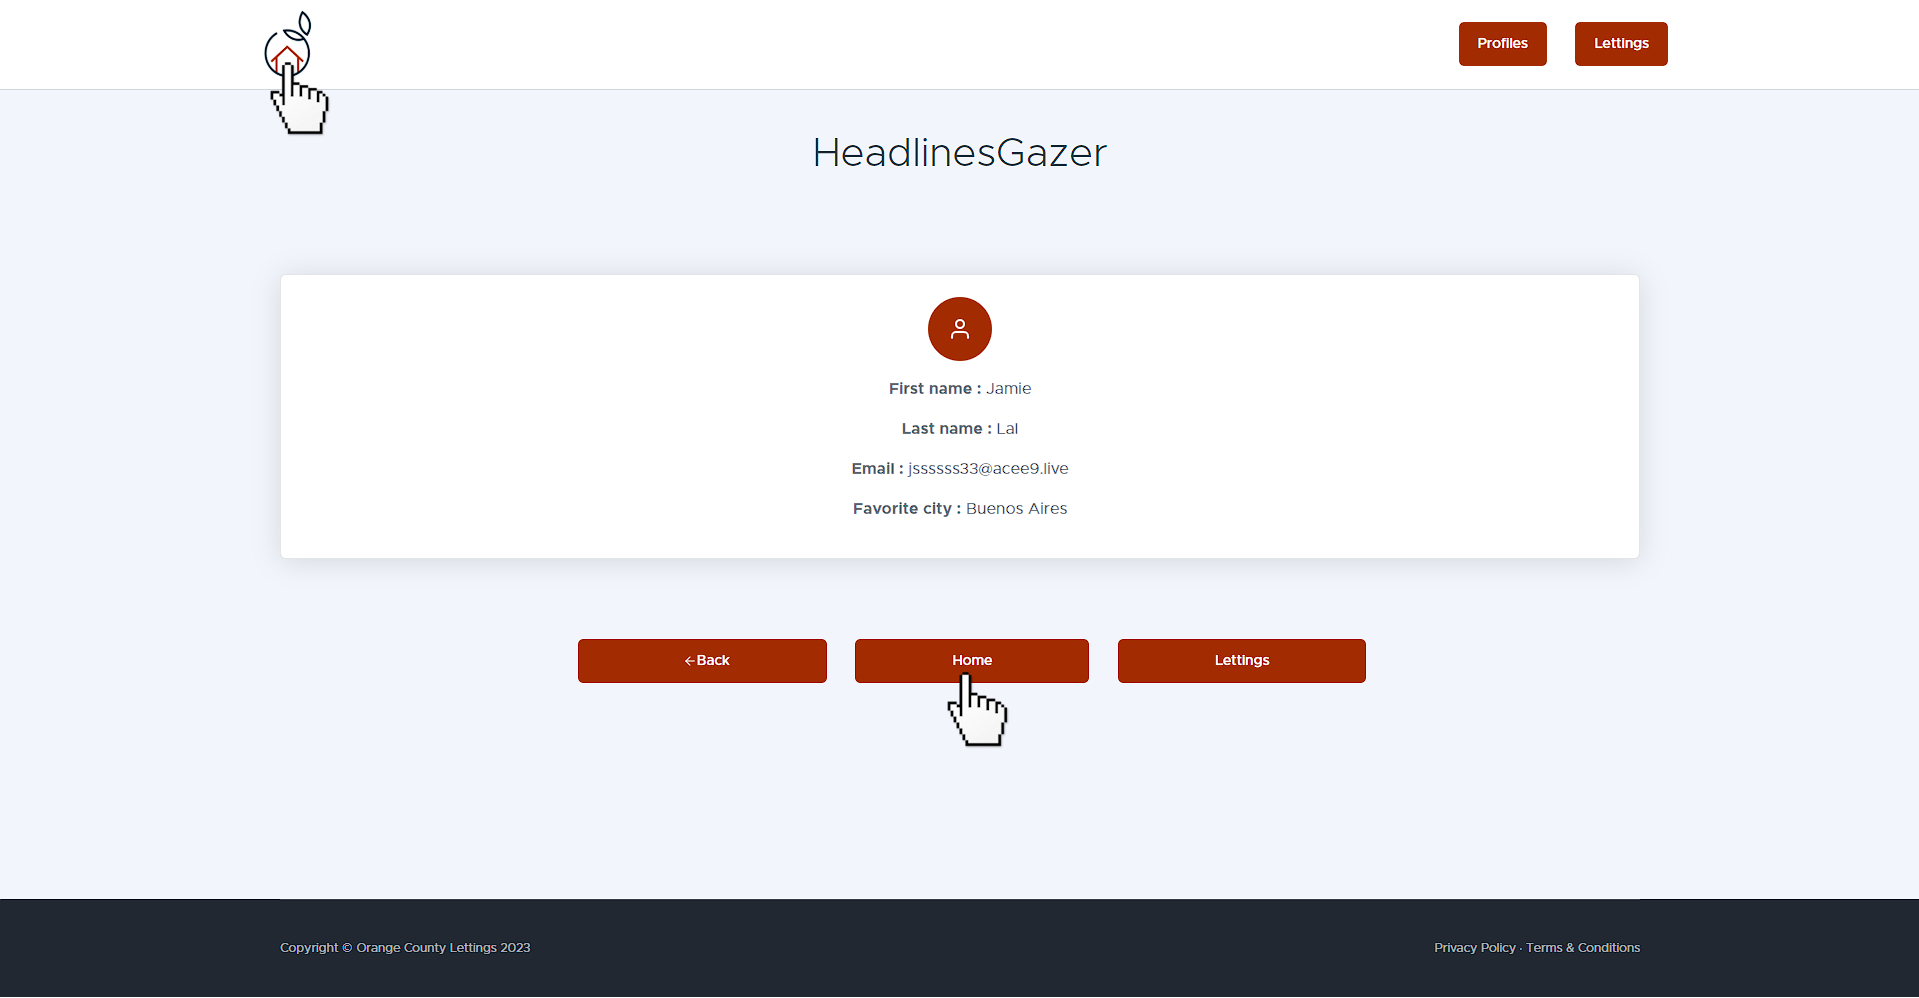 Profiles
Lettings
HeadlinesGazer
First name : Jamie
Last name : Lal
Email : jssssss33@acee9.live
Favorite city : Buenos Aires
←Back
Home
Lettings
Copyright © Orange County Lettings 2023
Privacy Policy · Terms & Conditions